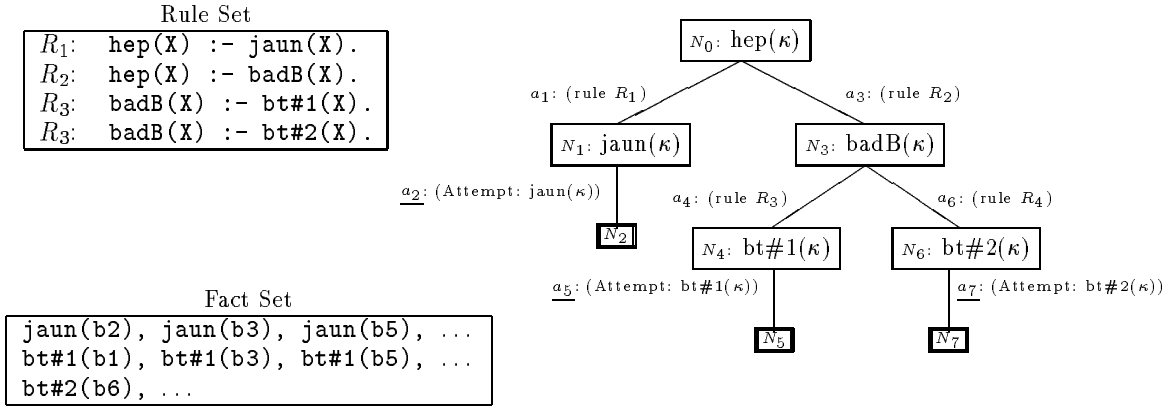 Rule Set
R1: hep(X) :- jaun(X).
R2: hep(X) :- badB(X).
R3: badB(X) :- bt#1(X).
R3: badB(X) :- bt#2(X).
Fact Set
jaun(b2), jaun(b3), jaun(b5), ...
bt#1(b1), bt#1(b3), bt#1(b5), ...
bt#2(b6), ...
N0: hep(κ)
a1: (rule R1)
a3: (rule R2)
N1: jaun(κ)
N3: badB(κ)
a2: (Attempt: jaun(κ))
a4: (rule R3)
a6: (rule R4)
N2
N4: bt#1(κ)
N6: bt#2(κ)
a5: (Attempt: bt#1(κ))
a7: (Attempt: bt#2(κ))
N5
N7